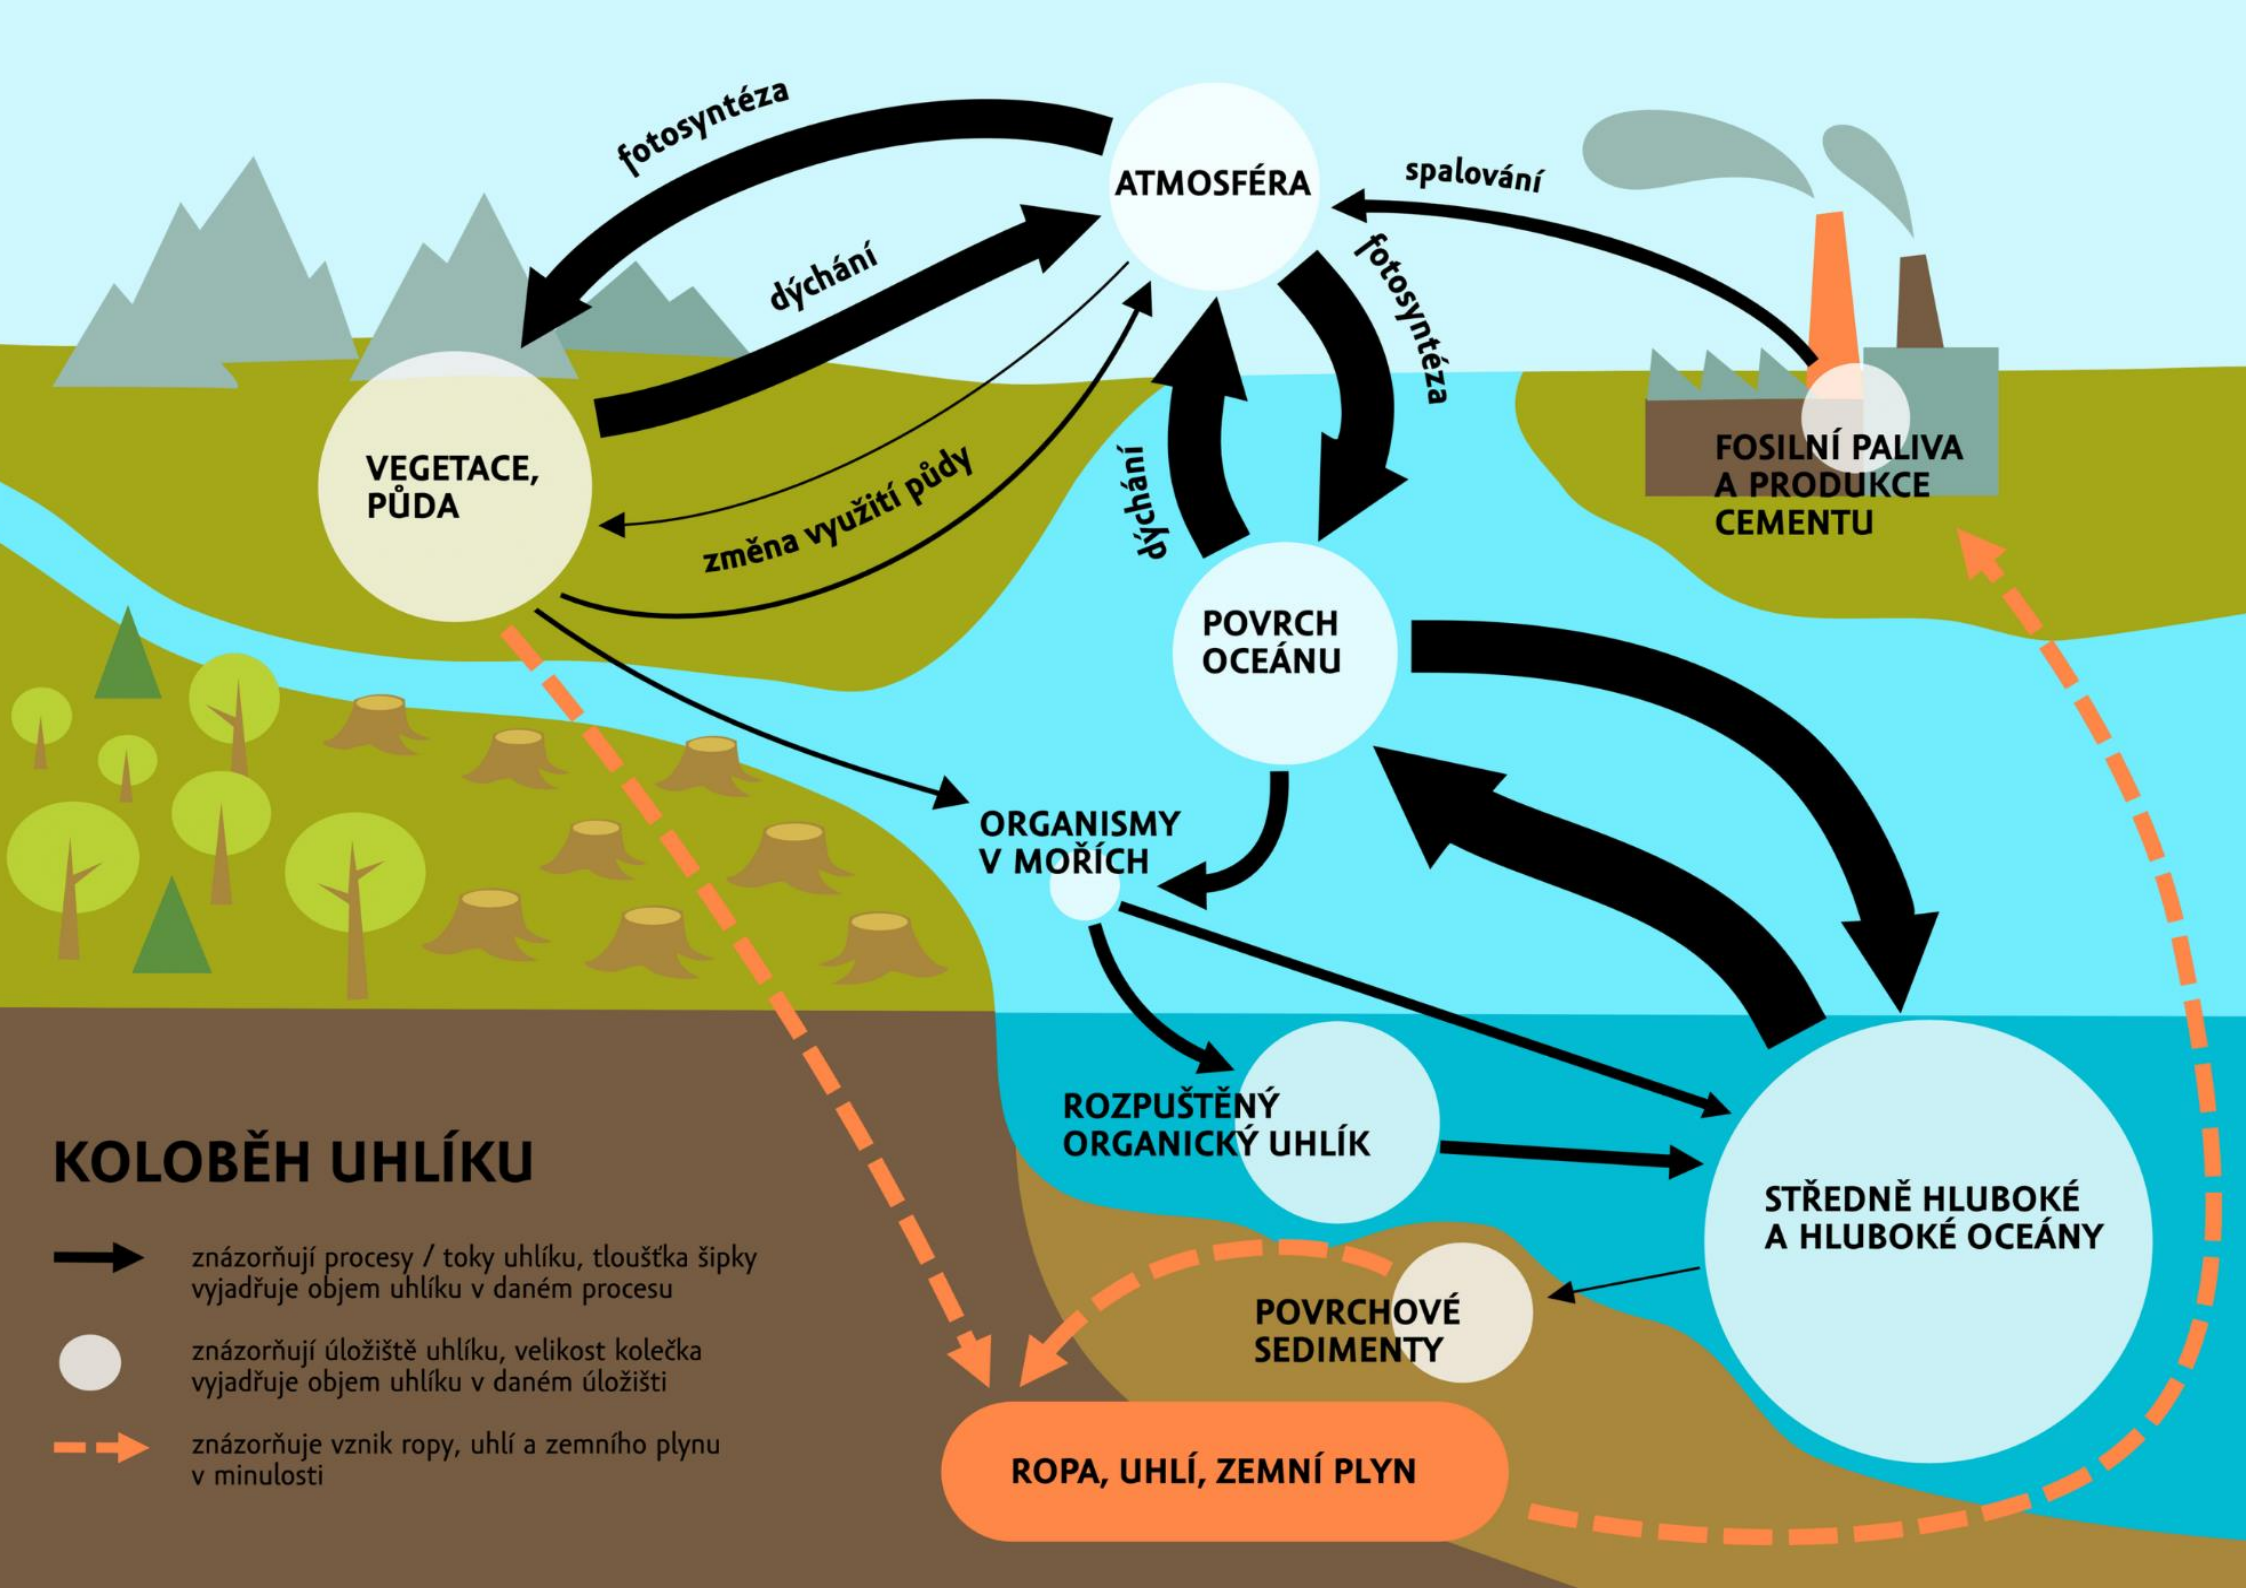 fotosyntéza
ATMOSFÉRA
spalování
fotosyntéza
dýchání
VEGETACE,
PŮDA
změna využití půdy
dýchání
FOSILNÍ PALIVA
A PRODUKCE
CEMENTU
POVRCH
OCEÁNU
ORGANISMY
V MOŘÍCH
ROZPUŠTĚNÝ
ORGANICKÝ UHLÍK
STŘEDNĚ HLUBOKÉ
A HLUBOKÉ OCEÁNY
POVRCHOVÉ
SEDIMENTY
ROPA, UHLÍ, ZEMNÍ PLYN
KOLOBĚH UHLÍKU
znázorňují procesy / toky uhlíku, tloušťka šipky
vyjadřuje objem uhlíku v daném procesu
znázorňují úložiště uhlíku, velikost kolečka
vyjadřuje objem uhlíku v daném úložišti
znázorňuje vznik ropy, uhlí a zemního plynu
v minulosti